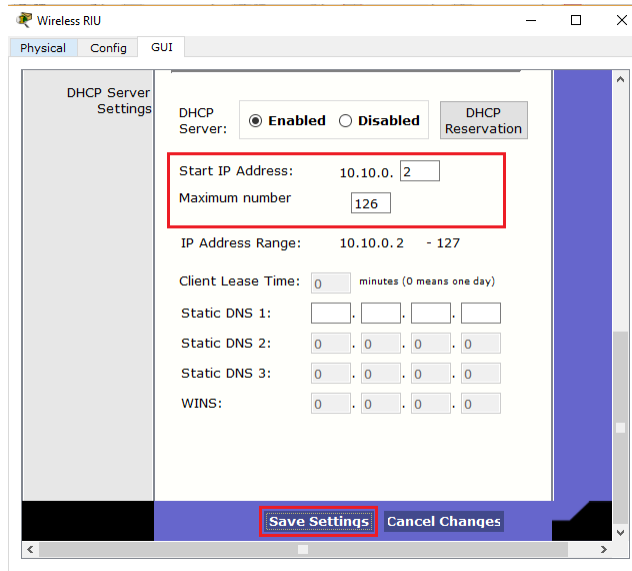 Wireless RIU
Physical Config GUI
DHCP Server
Settings
DHCP
Server:
Enabled
Disabled
DHCP
Reservation
Start IP Address: 10.10.0. 2
Maximum number 126
IP Address Range: 10.10.0.2 - 127
Client Lease Time: 0 minutes (0 means one day)
Static DNS 1: . . .
Static DNS 2: 0 . 0 . 0 . 0
Static DNS 3: 0 . 0 . 0 . 0
WINS: 0 . 0 . 0 . 0
Save Settings Cancel Changes